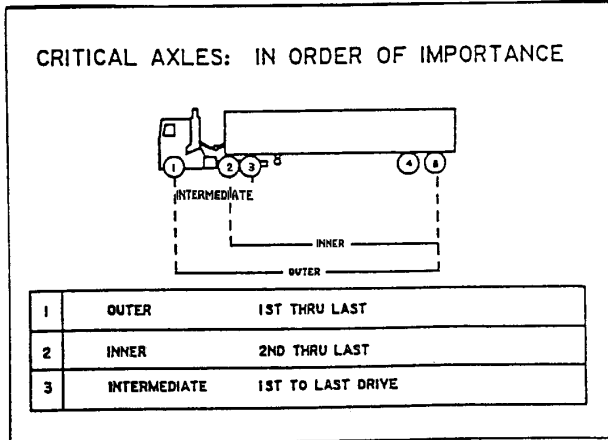 CRITICAL AXLES: IN ORDER OF IMPORTANCE
1 2 3 4 5
INTERMEDIATE
INNER
OUTER
1 OUTER 1ST THRU LAST
2 INNER 2ND THRU LAST
3 INTERMEDIATE 1ST TO LAST DRIVE